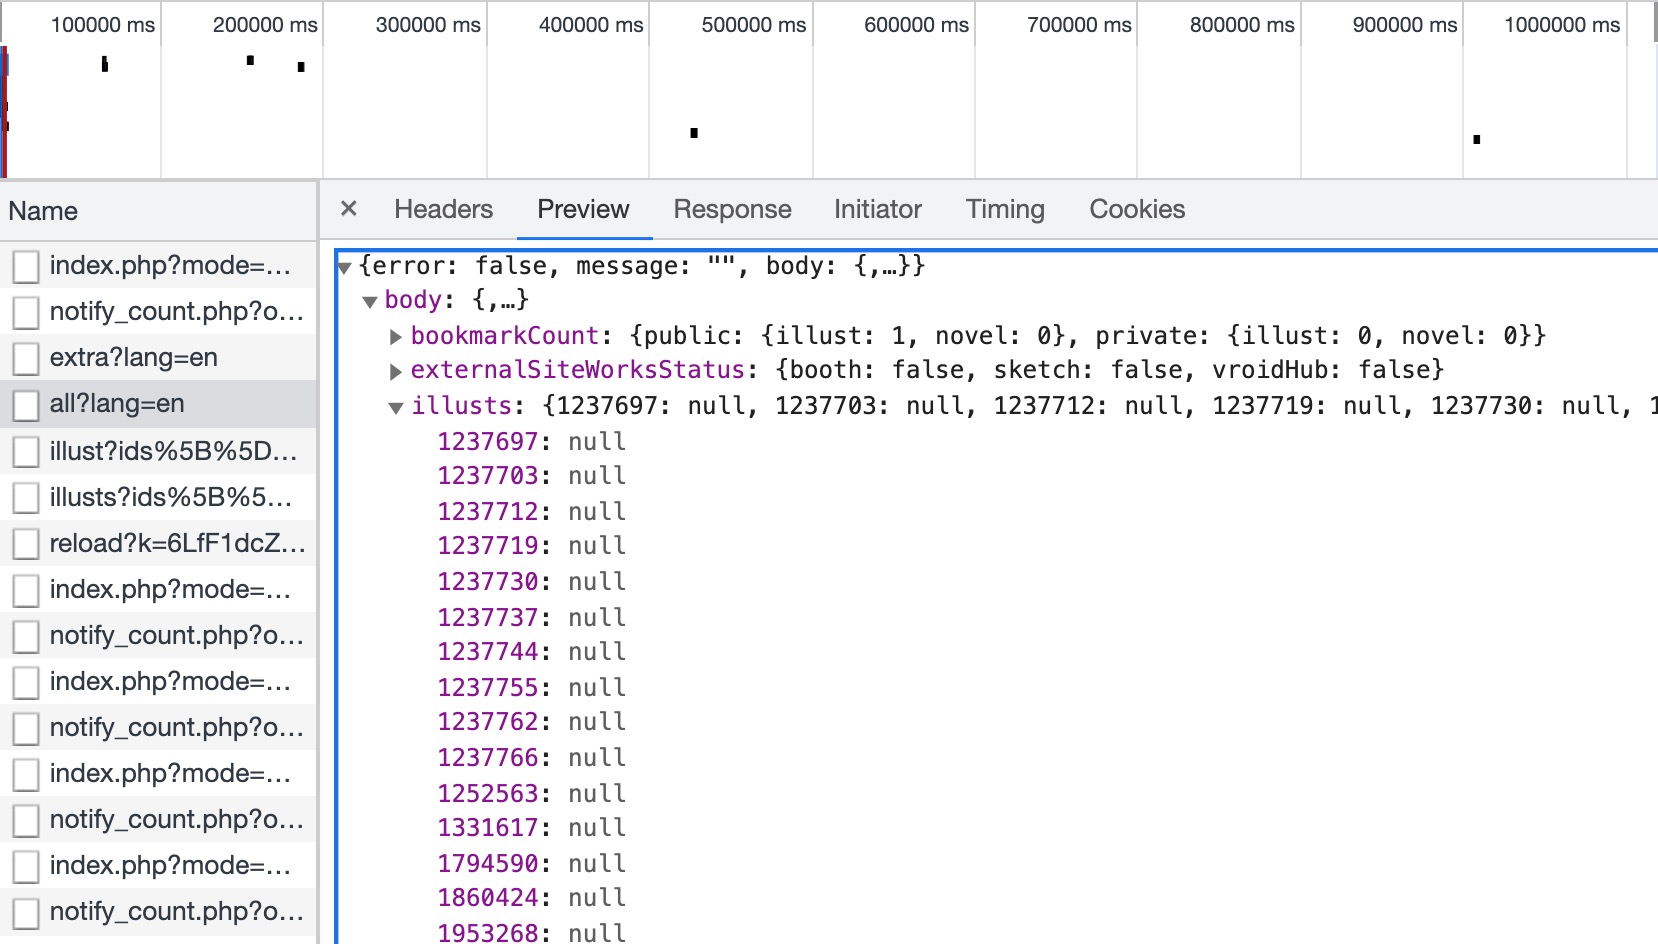 100000 ms 200000 ms 300000 ms 400000 ms 500000 ms 600000 ms 700000 ms 800000 ms 900000 ms 1000000 ms
Name
× Headers Preview Response Initiator Timing Cookies
index.php?mode=…
notify_count.php?o…
extra?lang=en
all?lang=en
illust?ids%5B%5D…
illusts?ids%5B%5…
reload?k=6LfF1dcZ…
index.php?mode=…
notify_count.php?o…
index.php?mode=…
notify_count.php?o…
index.php?mode=…
notify_count.php?o…
index.php?mode=…
notify_count.php?o…
{error: false, message: "", body: {,…}}
body: {,…}
bookmarkCount: {public: {illust: 1, novel: 0}, private: {illust: 0, novel: 0}}
externalSiteWorksStatus: {booth: false, sketch: false, vroidHub: false}
illusts: {1237697: null, 1237703: null, 1237712: null, 1237719: null, 1237730: null, 1
1237697: null
1237703: null
1237712: null
1237719: null
1237730: null
1237737: null
1237744: null
1237755: null
1237762: null
1237766: null
1252563: null
1331617: null
1794590: null
1860424: null
1953268: null